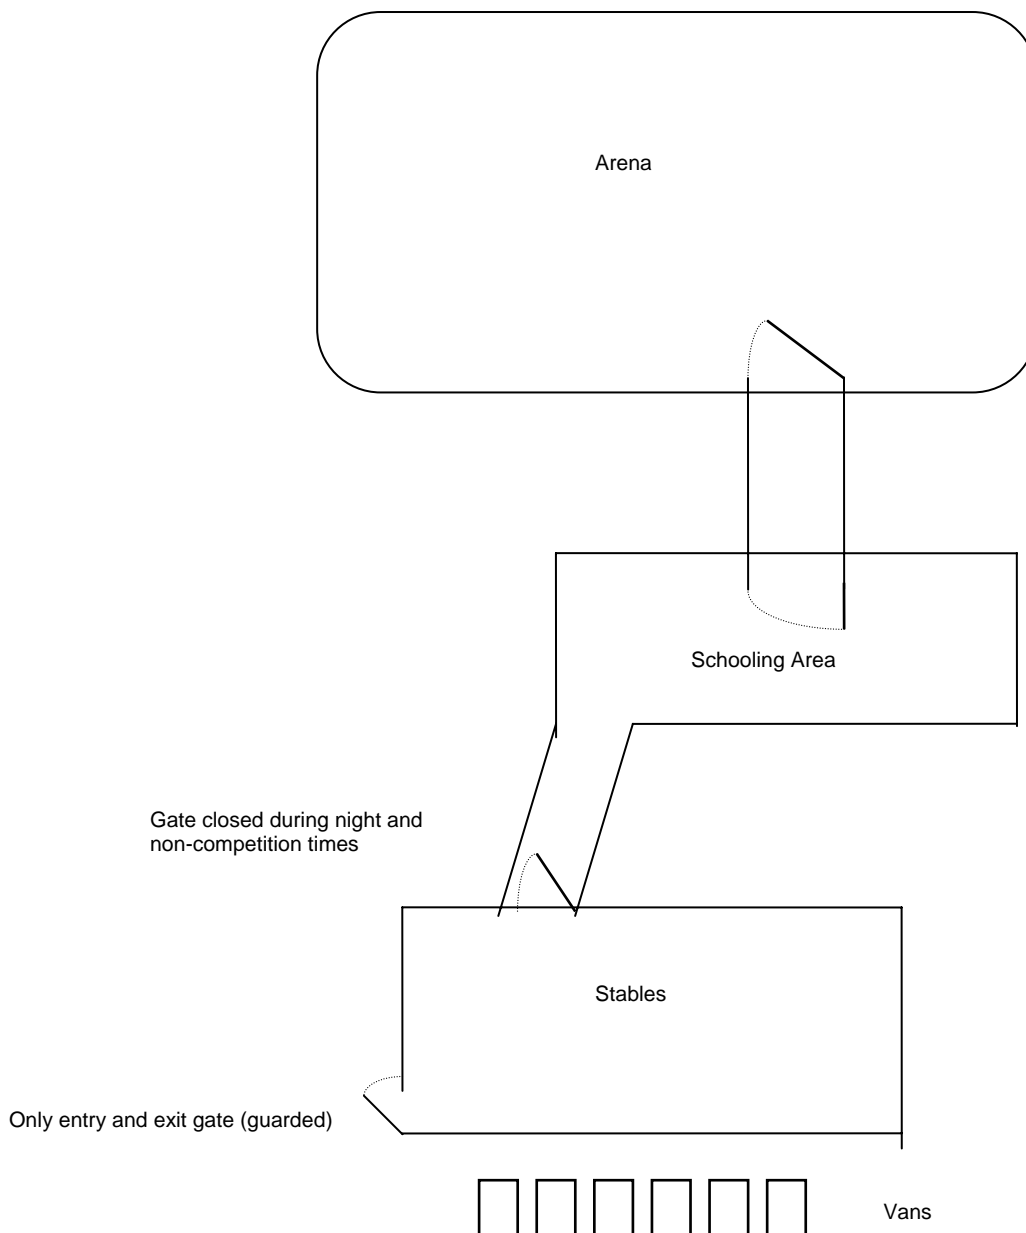 Arena
Schooling Area
Gate closed during night and
non-competition times
Stables
Only entry and exit gate (guarded)
Vans